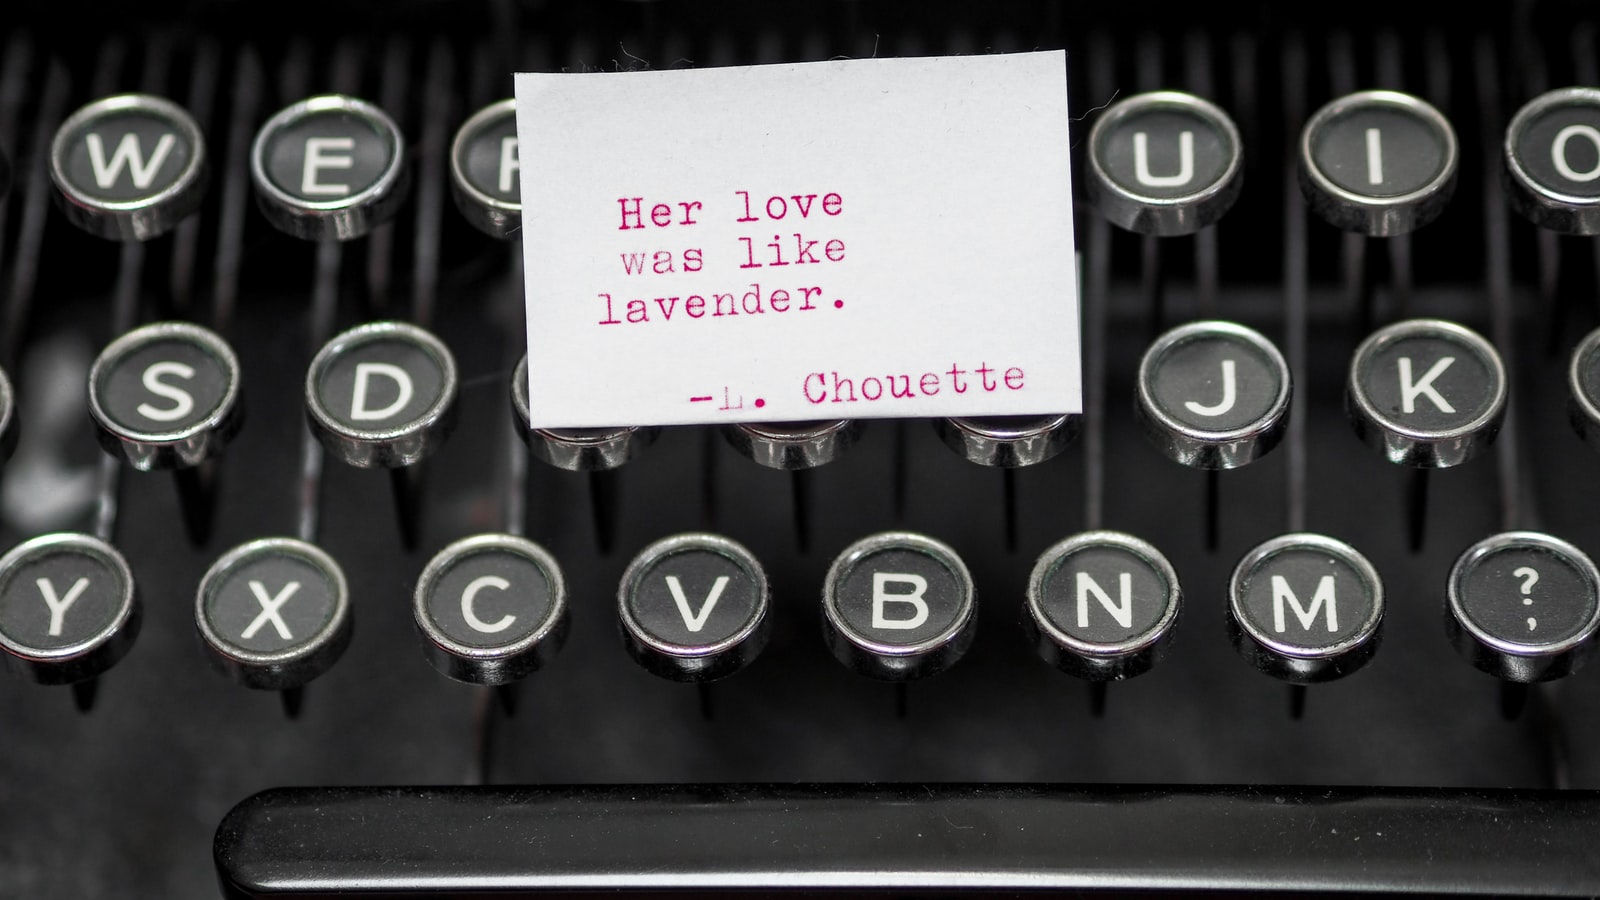 W E U I O
Her love
was like
lavender.
-L. Chouette
S D J K
Y X C V B N M ? ,